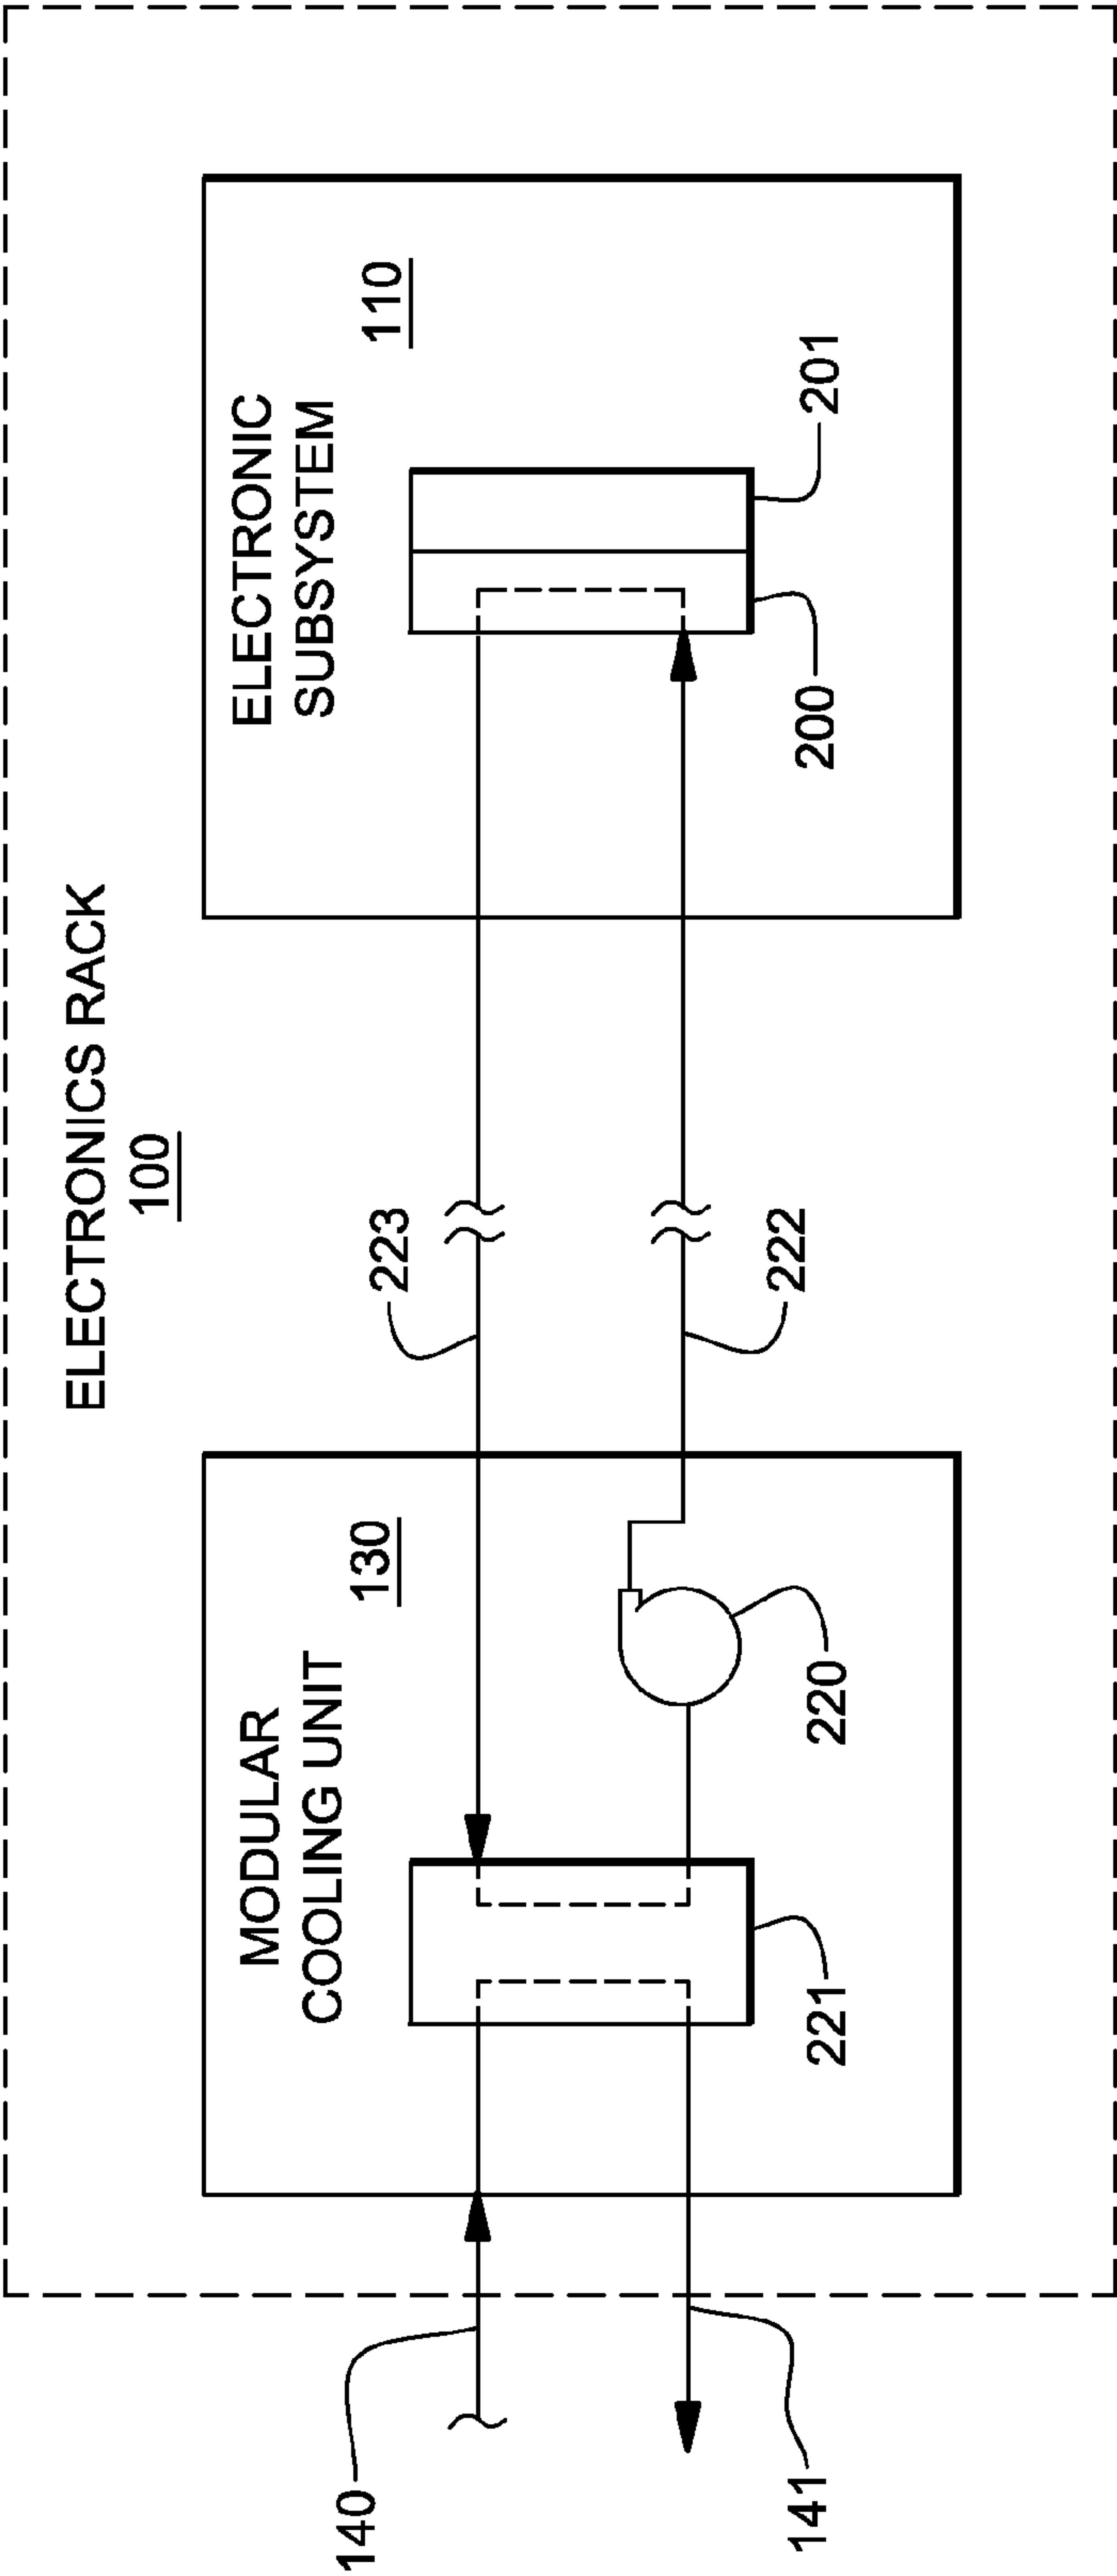 ELECTRONICS RACK
100
MODULAR
COOLING UNIT
130
ELECTRONIC
SUBSYSTEM
110
140
141
221
220
223
222
200
201